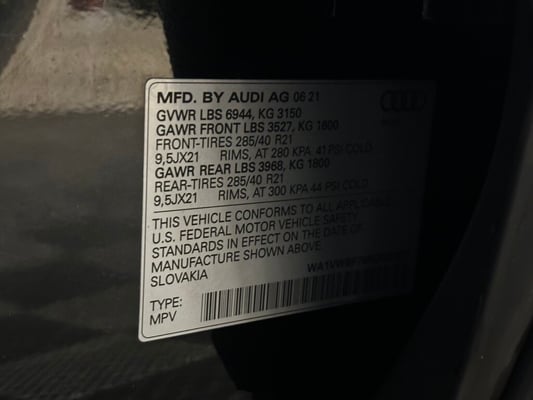 MFD. BY AUDI AG 06 21
GVWR LBS 6944, KG 3150
GAWR FRONT LBS 3527, KG 1600
FRONT-TIRES 285/40 R21
9,5JX21 RIMS, AT 280 KPA 41 PSI COLD
GAWR REAR LBS 3968, KG 1800
REAR-TIRES 285/40 R21
9,5JX21 RIMS, AT 300 KPA 44 PSI COLD
THIS VEHICLE CONFORMS TO ALL APPLICABLE
U.S. FEDERAL MOTOR VEHICLE SAFETY
STANDARDS IN EFFECT ON THE DATE OF
MANUFACTURE SHOWN ABOVE.
SLOVAKIA
TYPE:
MPV